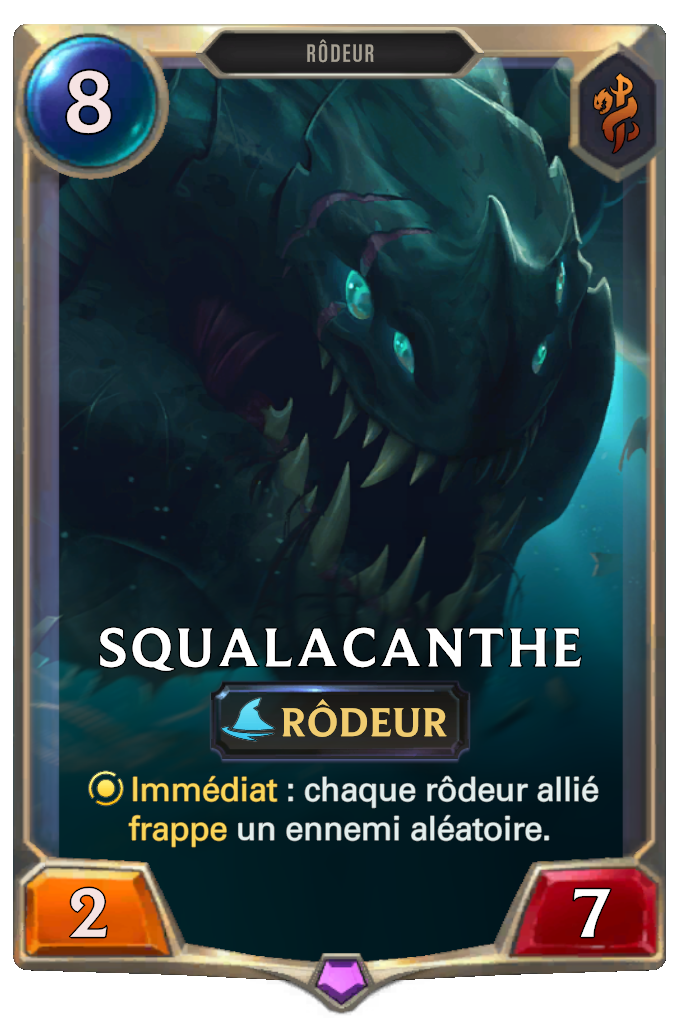 RÔDEUR
8
SQUALACANTHE
RÔDEUR
Immédiat : chaque rôdeur allié
frappe un ennemi aléatoire.
2
7